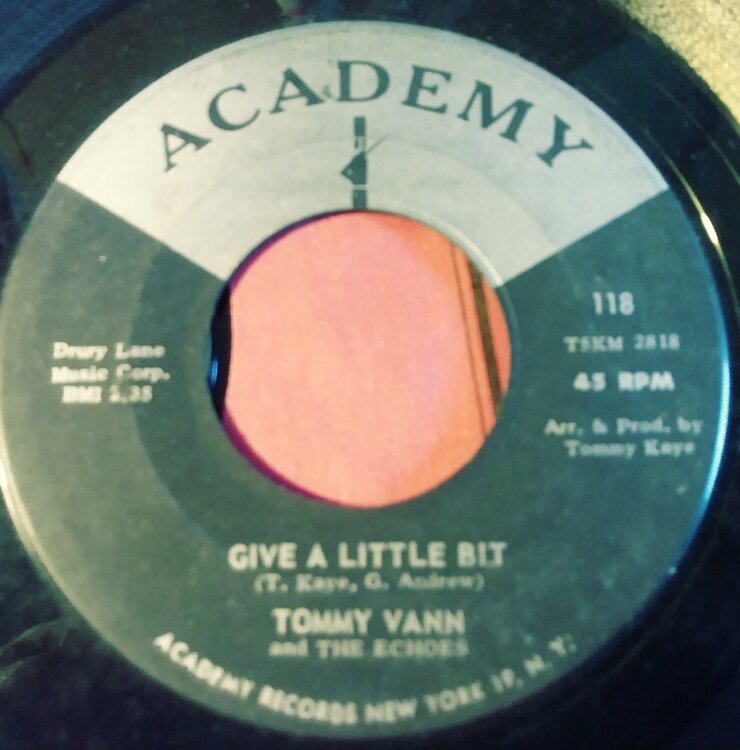 ACADEMY
118
TSKM 2818
45 RPM
Arr. & Prod. by
Tommy Kaye
Drury Lane
Music Corp.
BMI 2.35
GIVE A LITTLE BIT
(T. Kaye, G. Andrew)
TOMMY VANN
and THE ECHOES
ACADEMY RECORDS NEW YORK 19, N. Y.